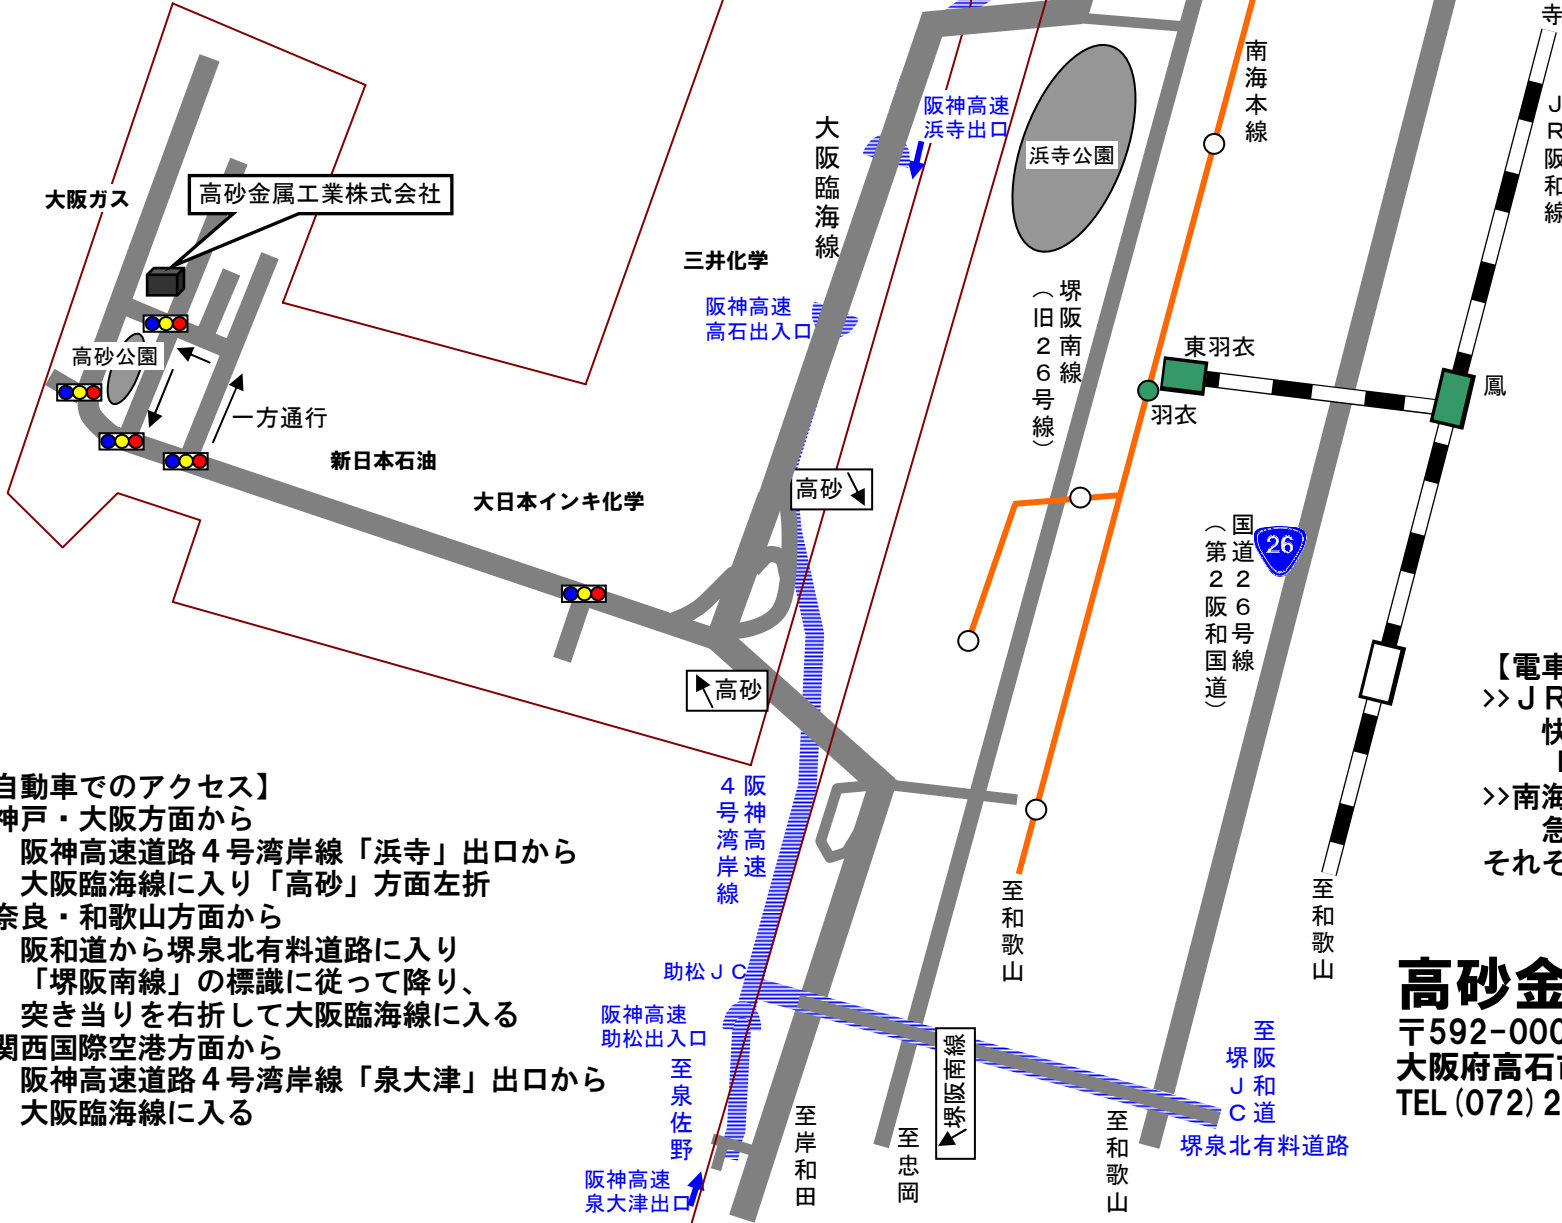 寺
南海本線
ＪＲ阪和線
阪神高速
浜寺出口
大阪臨海線
浜寺公園
大阪ガス
高砂金属工業株式会社
三井化学
阪神高速
高石出入口
堺阪南線
（旧２６号線）
東羽衣
鳳
羽衣
高砂公園
一方通行
新日本石油
大日本インキ化学
高砂
国道２６号線
（第２阪和国道）
26
高砂
【電車
>>ＪＲ
快
>>南海
急
それぞ
阪神高速
４号湾岸線
自動車でのアクセス】
神戸・大阪方面から
阪神高速道路４号湾岸線「浜寺」出口から
大阪臨海線に入り「高砂」方面左折
奈良・和歌山方面から
阪和道から堺泉北有料道路に入り
「堺阪南線」の標識に従って降り、
突き当りを右折して大阪臨海線に入る
関西国際空港方面から
阪神高速道路４号湾岸線「泉大津」出口から
大阪臨海線に入る
至和歌山
至和歌山
助松ＪＣ
阪神高速
助松出入口
至泉佐野
堺阪南線
至阪和道
堺ＪＣ
堺泉北有料道路
至岸和田
至忠岡
至和歌山
阪神高速
泉大津出口
高砂金
〒592-000
大阪府高石市
TEL(072)2